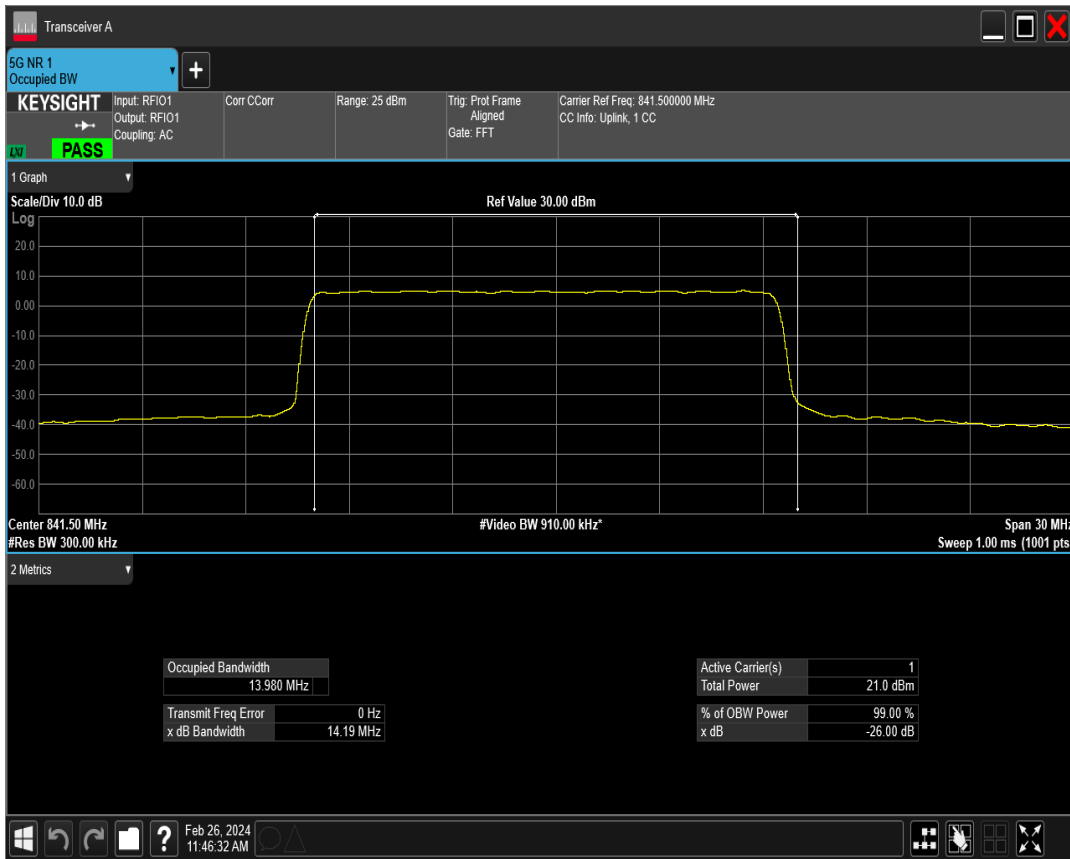 Transceiver A
5G NR 1
Occupied BW
KEYSIGHT
LXI
PASS
Input: RFIO1
Output: RFIO1
Coupling: AC
Corr CCorr
Range: 25 dBm
Trig: Prot Frame
Aligned
Gate: FFT
Carrier Ref Freq: 841.500000 MHz
CC Info: Uplink, 1 CC
1 Graph
Scale/Div 10.0 dB
Ref Value 30.00 dBm
Log
20.0
10.0
0.00
-10.0
-20.0
-30.0
-40.0
-50.0
-60.0
Center 841.50 MHz
#Video BW 910.00 kHz*
Span 30 MHz
#Res BW 300.00 kHz
Sweep 1.00 ms (1001 pts
2 Metrics
Occupied Bandwidth
13.980 MHz
Transmit Freq Error 0 Hz
x dB Bandwidth 14.19 MHz
Active Carrier(s) 1
Total Power 21.0 dBm
% of OBW Power 99.00 %
x dB -26.00 dB
?
Feb 26, 2024
11:46:32 AM